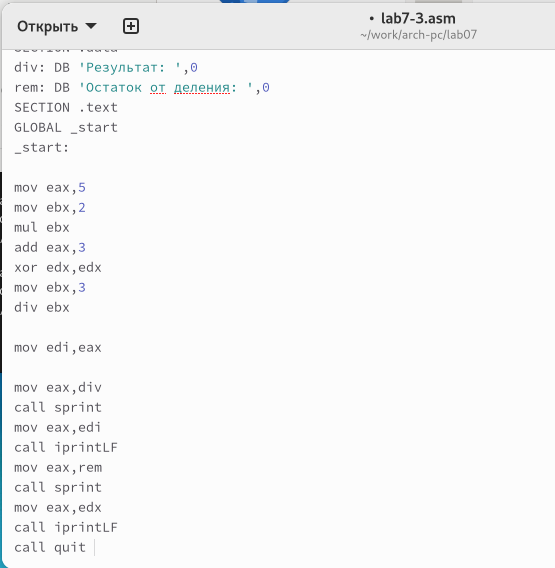 Открыть
• lab7-3.asm
~/work/arch-pc/lab07
SECTION .data
div: DB 'Результат: ',0
rem: DB 'Остаток от деления: ',0
SECTION .text
GLOBAL _start
_start:
mov eax,5
mov ebx,2
mul ebx
add eax,3
xor edx,edx
mov ebx,3
div ebx
mov edi,eax
mov eax,div
call sprint
mov eax,edi
call iprintLF
mov eax,rem
call sprint
mov eax,edx
call iprintLF
call quit